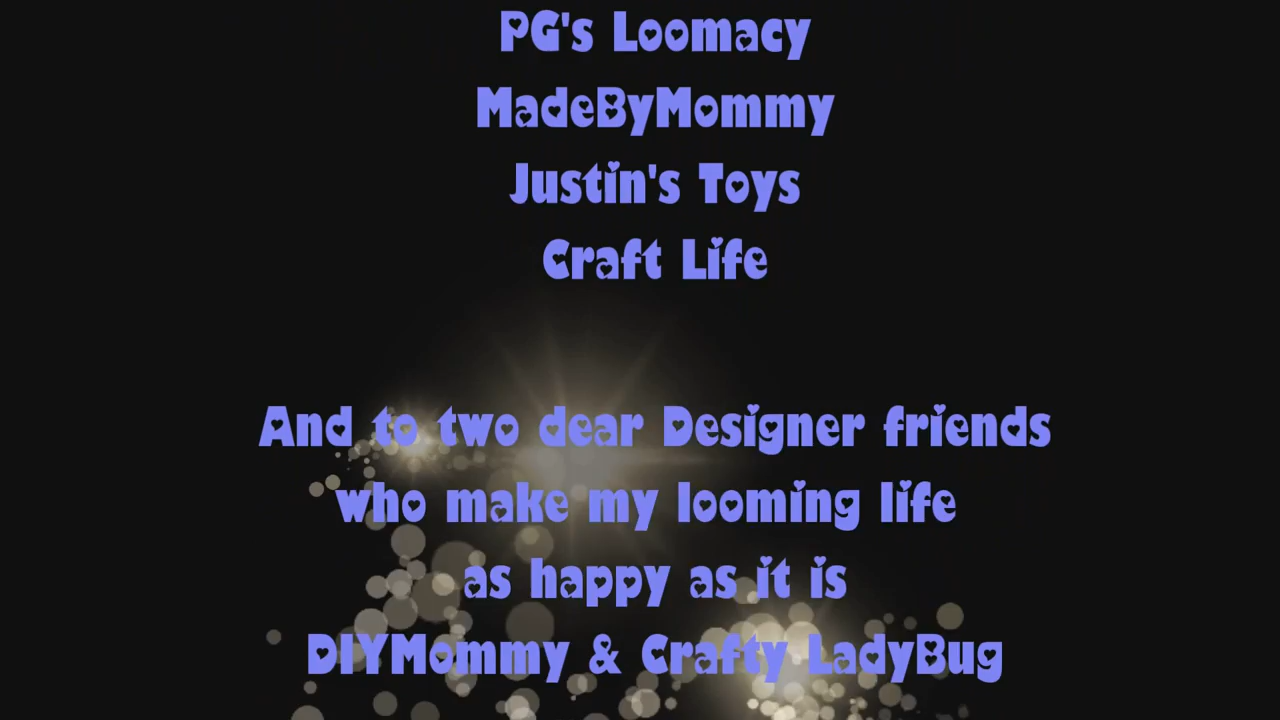 PG's Loomacy
MadeByMommy
Justin's Toys
Craft Life
And to two dear Designer friends
who make my looming life
as happy as it is
DIYMommy & Crafty LadyBug